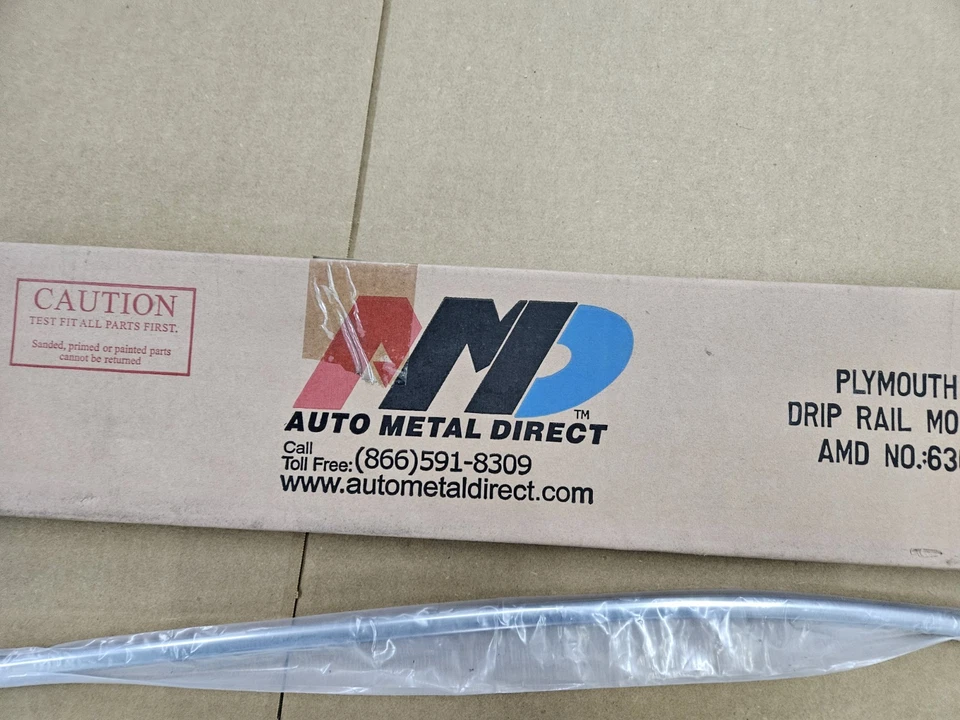 CAUTION
TEST FIT ALL PARTS FIRST.
Sanded, primed or painted parts
cannot be returned
AMD
TM
AUTO METAL DIRECT
Call
Toll Free: (866)591-8309
www.autometaldirect.com
PLYMOUTH
DRIP RAIL MO
AMD NO.:63